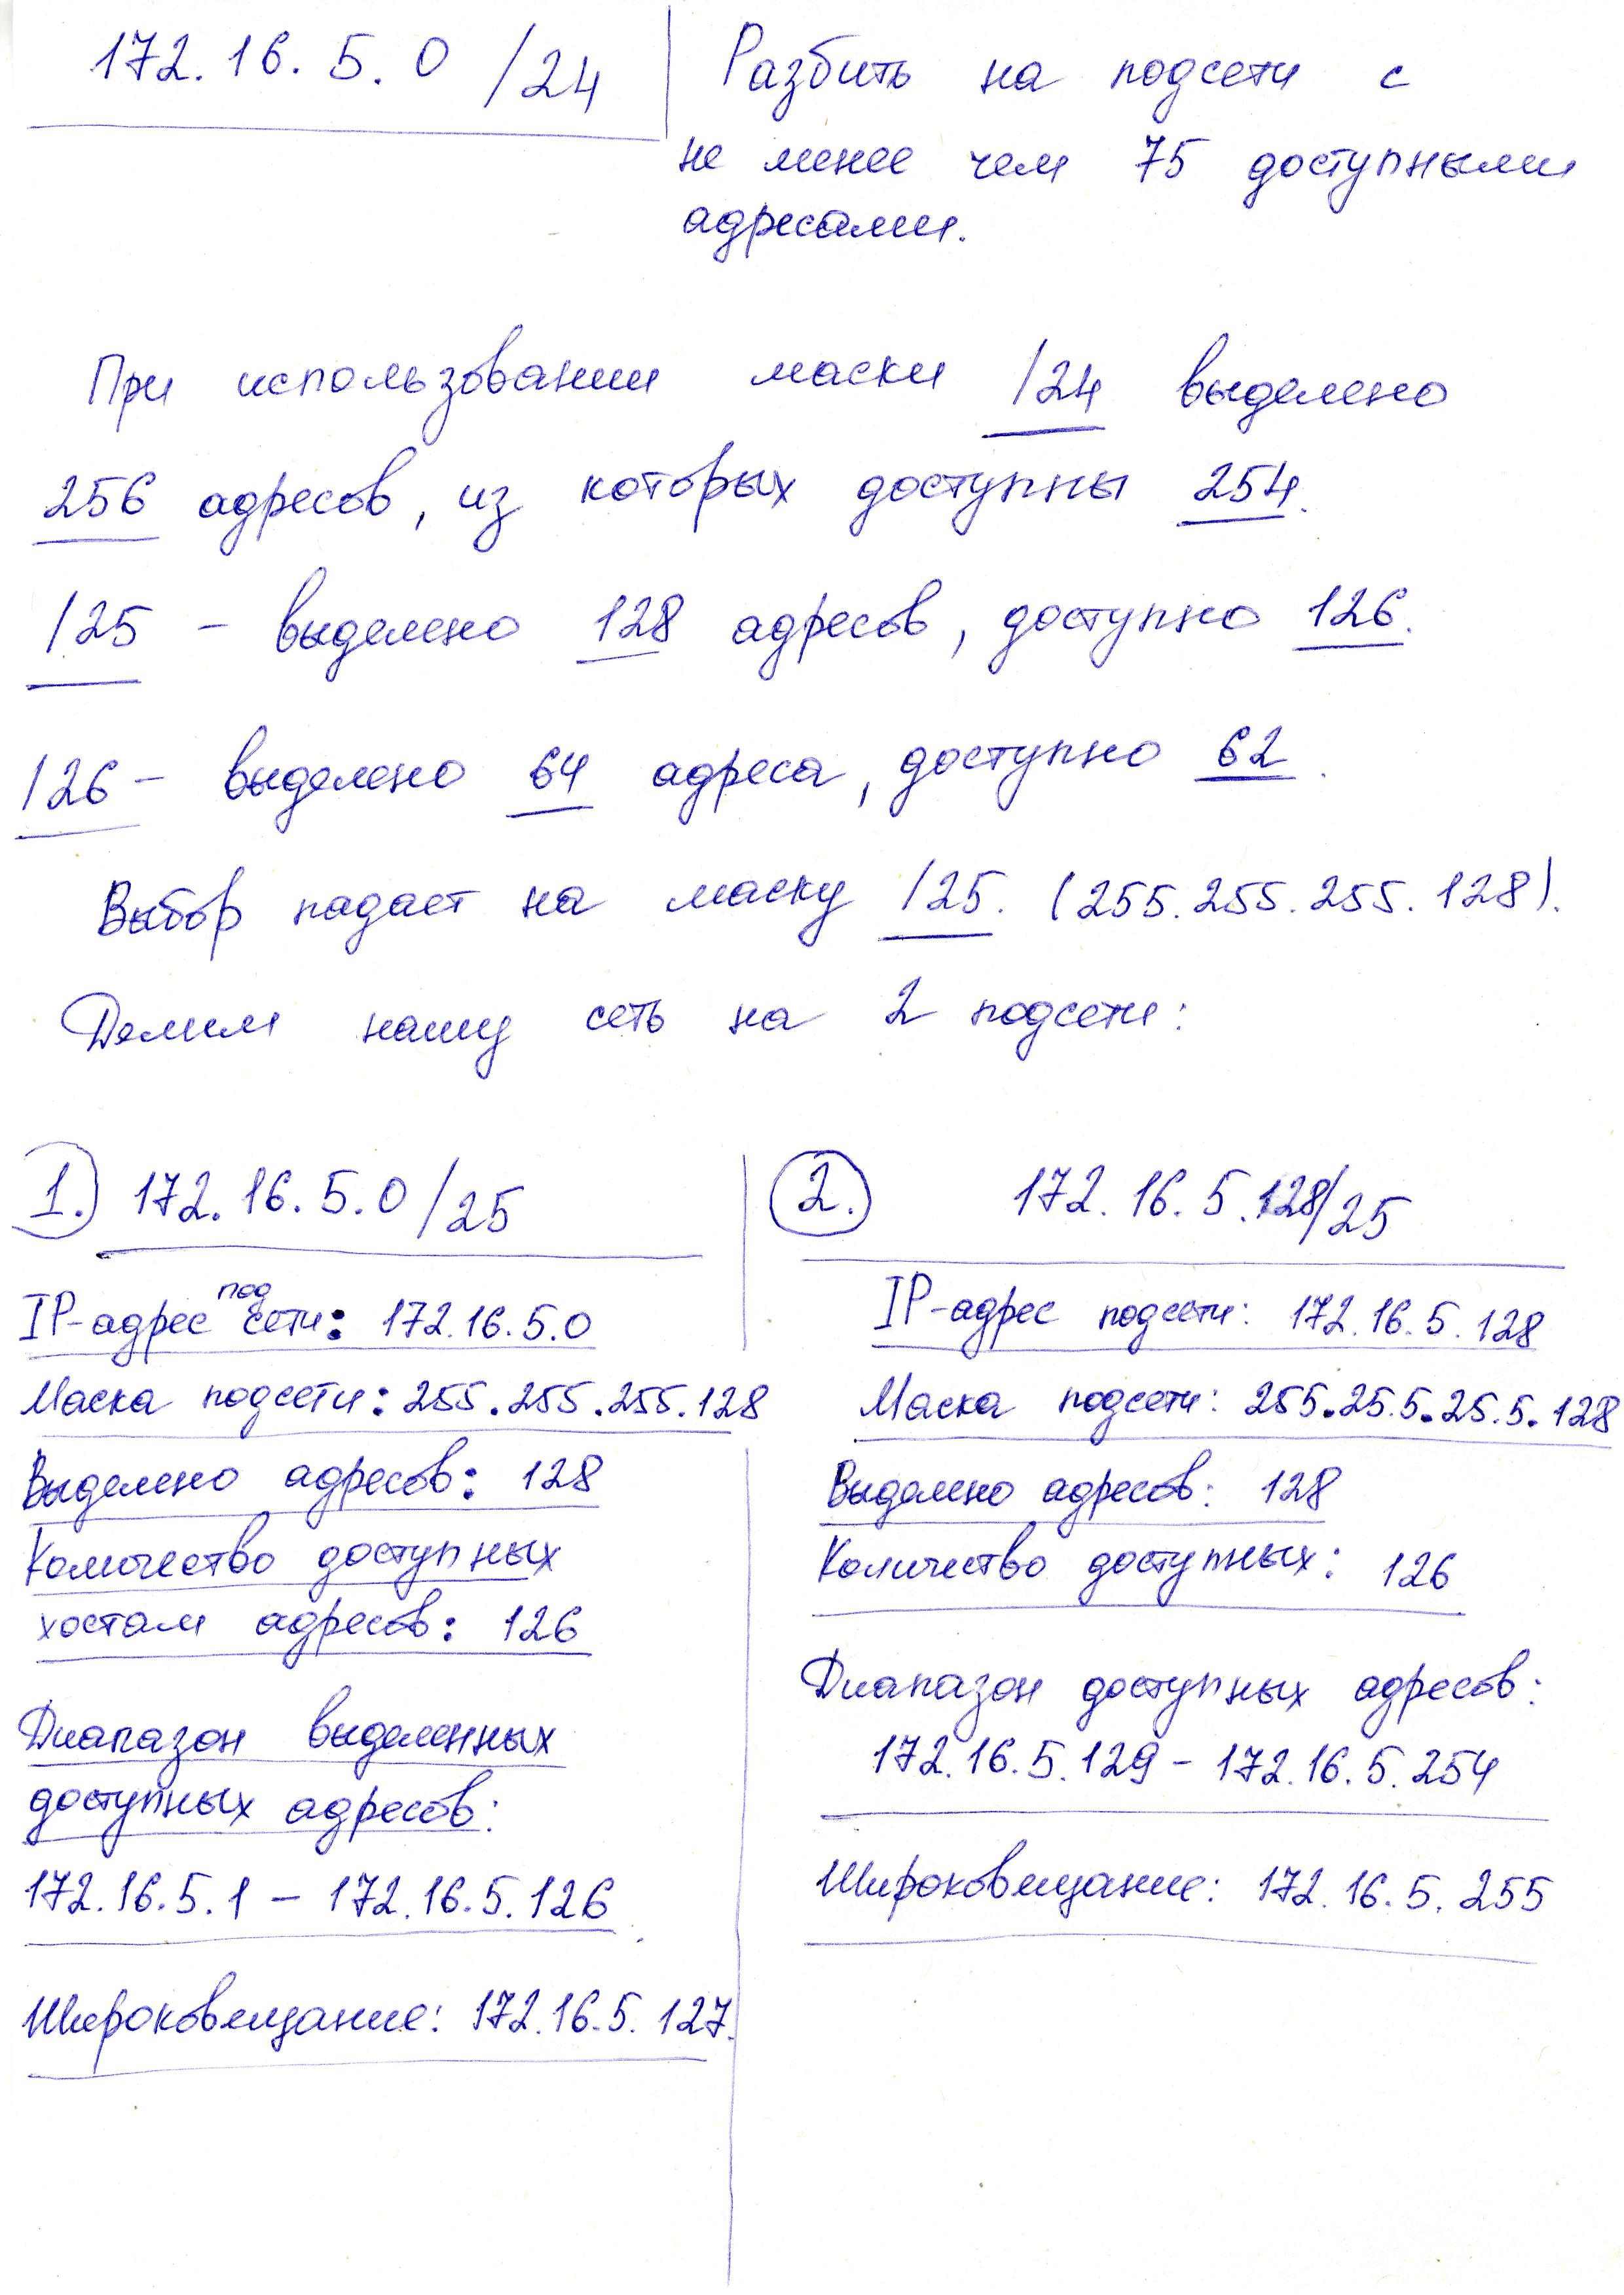 172.16.5.0 /24
Разбить на подсети с
не менее чем 75 доступными
адресами.
При использовании маски /24 выделено
256 адресов, из которых доступны 254.
/25 - выделено 128 адресов, доступно 126.
/26 - выделено 64 адреса, доступно 62.
Выбор падает на маску /25. (255.255.255.128).
Делим нашу сеть на 2 подсети:
1. 172.16.5.0/25
IP-адрес подсети: 172.16.5.0
Маска подсети: 255.255.255.128
Выделено адресов: 128
Количество доступных
хостам адресов: 126
Диапазон выделенных
доступных адресов:
172.16.5.1 - 172.16.5.126
Широковещание: 172.16.5.127.
2. 172.16.5.128/25
IP-адрес подсети: 172.16.5.128
Маска подсети: 255.25.5.25.5.128
Выделено адресов: 128
Количество доступных: 126
Диапазон доступных адресов:
172.16.5.129 - 172.16.5.254
Широковещание: 172.16.5.255